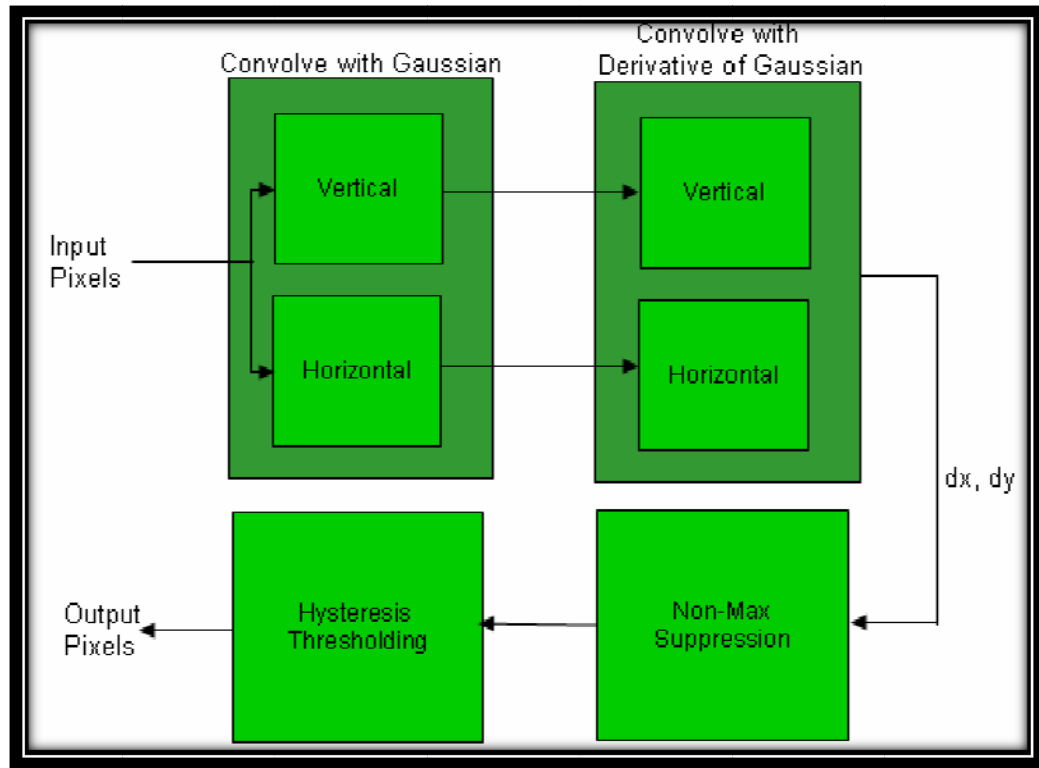 Convolve with Gaussian
Convolve with
Derivative of Gaussian
Vertical
Vertical
Input
Pixels
Horizontal
Horizontal
dx, dy
Output
Pixels
Hysteresis
Thresholding
Non-Max
Suppression